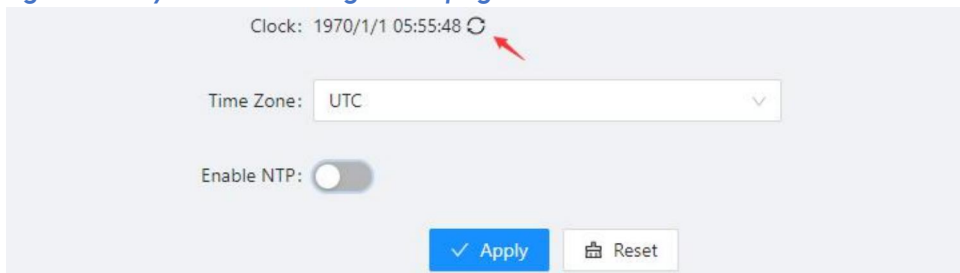 Clock: 1970/1/1 05:55:48
Time Zone: UTC
Enable NTP:
Apply Reset